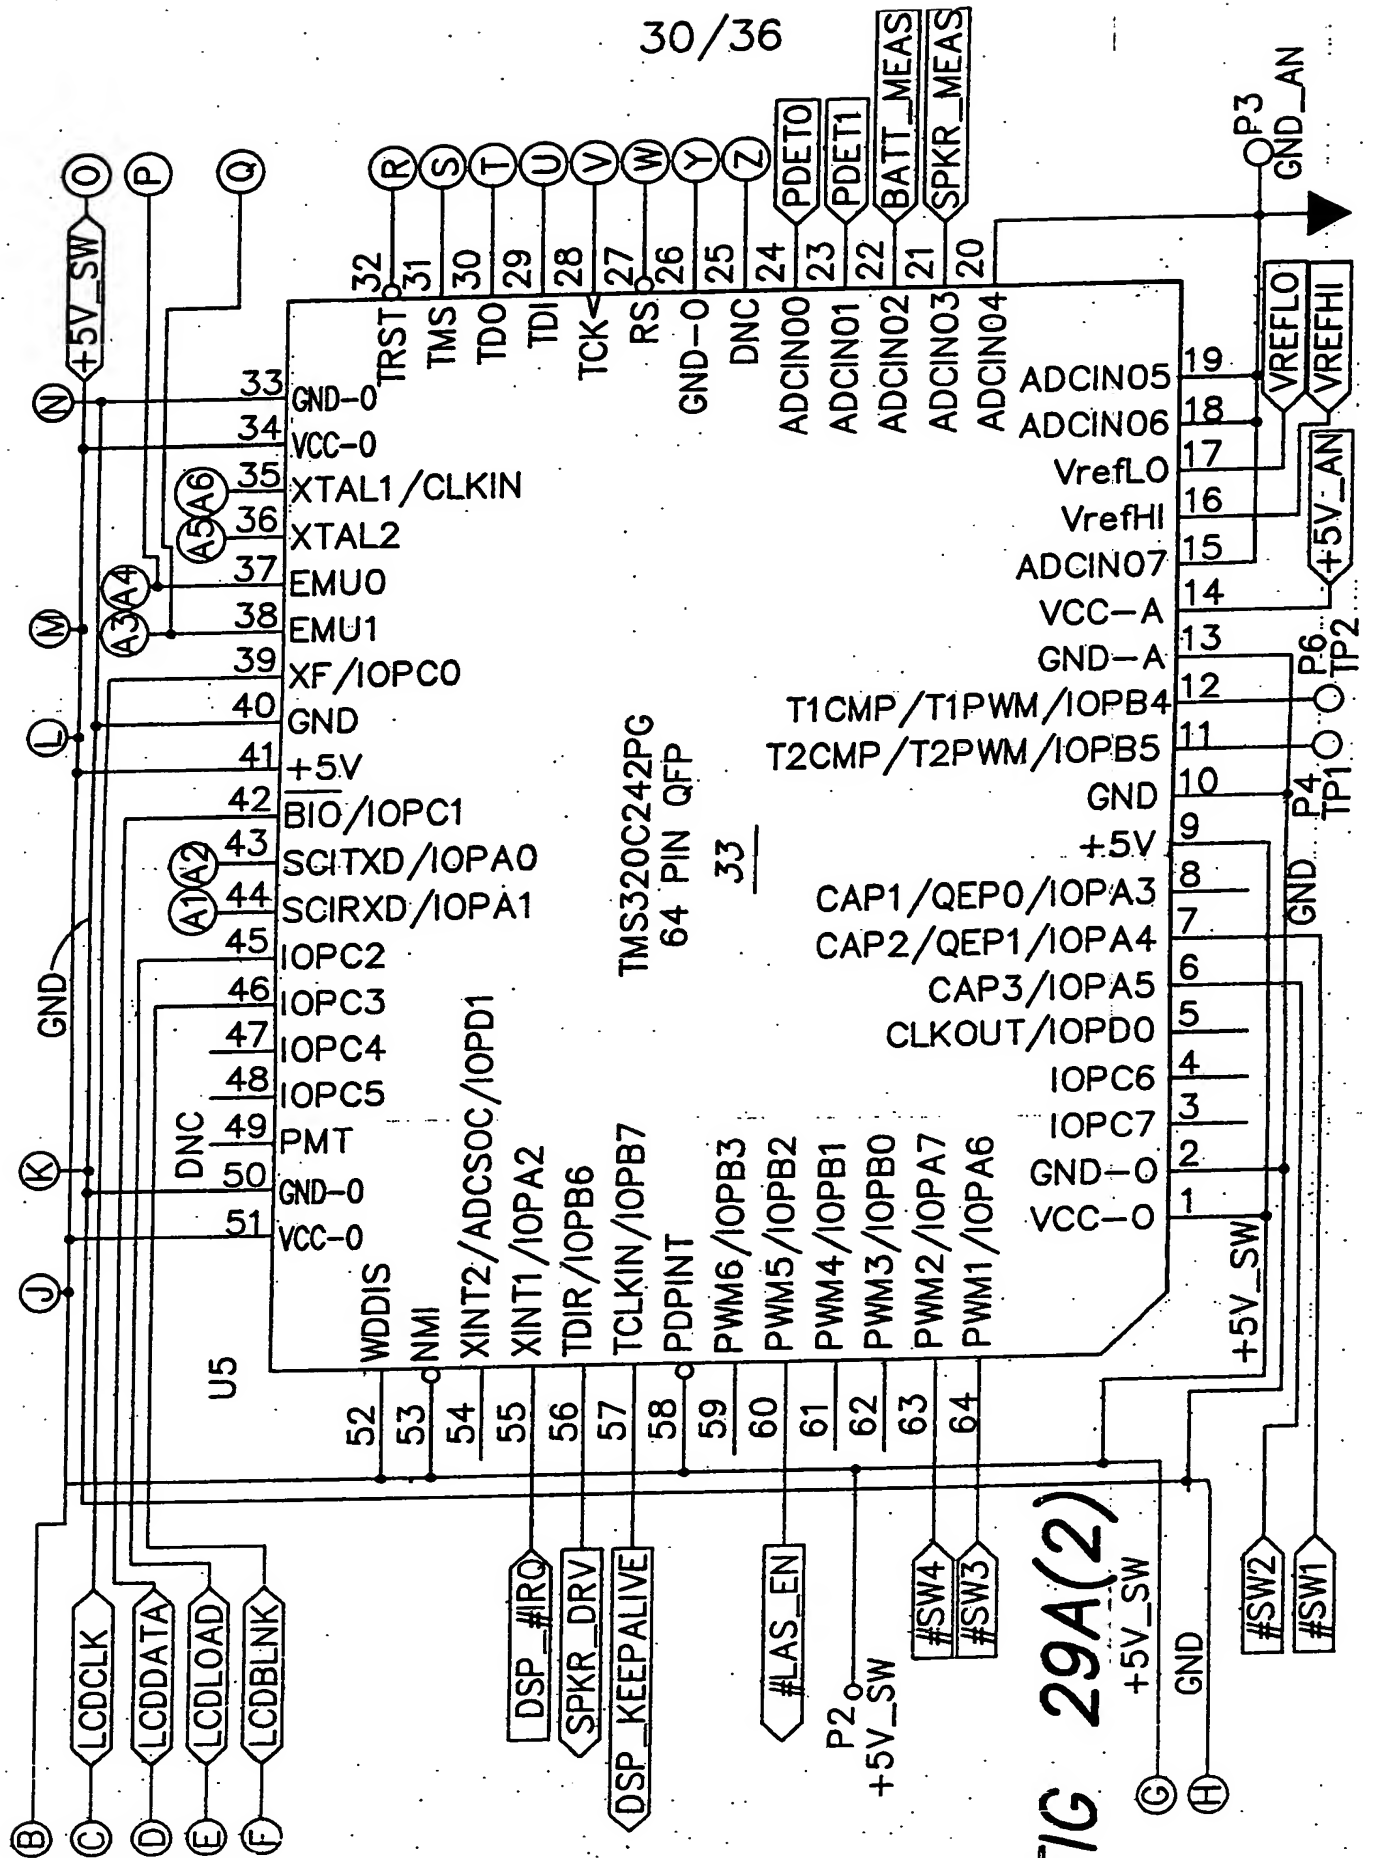 30/36
O
P
Q
+5V_SW
R
S
T
U
V
W
Y
Z
PDET0
PDET1
BATT_MEAS
SPKR_MEAS
P3
GND_AN
32
31
30
29
28
27
26
25
24
23
22
21
20
TRST
TMS
TDO
TDI
TCK
RS
GND-0
DNC
ADCIN00
ADCIN01
ADCIN02
ADCIN03
ADCIN04
N
M
L
K
J
GND
A6
A5
A4
A3
A2
A1
DNC
33 GND-0
34 VCC-0
35 XTAL1/CLKIN
36 XTAL2
37 EMU0
38 EMU1
39 XF/IOPC0
40 GND
41 +5V
42 BIO/IOPC1
43 SCITXD/IOPA0
44 SCIRXD/IOPA1
45 IOPC2
46 IOPC3
47 IOPC4
48 IOPC5
49 PMT
50 GND-0
51 VCC-0
TMS320C242PG
64 PIN QFP
33
ADCIN05 19
ADCIN06 18
VrefLO 17
VrefHI 16
ADCIN07 15
VCC-A 14
GND-A 13
T1CMP/T1PWM/IOPB4 12
T2CMP/T2PWM/IOPB5 11
GND 10
+5V 9
CAP1/QEP0/IOPA3 8
CAP2/QEP1/IOPA4 7
CAP3/IOPA5 6
CLKOUT/IOPD0 5
IOPC6 4
IOPC7 3
GND-0 2
VCC-0 1
VREFLO
VREFHI
+5V_AN
P6
TP2
P4
TP1
GND
+5V_SW
U5
WDDIS
NMI
XINT2/ADCSOC/IOPD1
XINT1/IOPA2
TDIR/IOPB6
TCLKIN/IOPB7
PDPINT
PWM6/IOPB3
PWM5/IOPB2
PWM4/IOPB1
PWM3/IOPB0
PWM2/IOPA7
PWM1/IOPA6
52
53
54
55
56
57
58
59
60
61
62
63
64
B
C
D
E
F
LCDCLK
LCDDATA
LCDLOAD
LCDBLNK
DSP_#IRQ
SPKR_DRV
DSP_KEEPALIVE
#LAS_EN
P2
+5V_SW
#SW4
#SW3
FIG 29A(2)
+5V_SW
G
GND
H
#SW2
#SW1